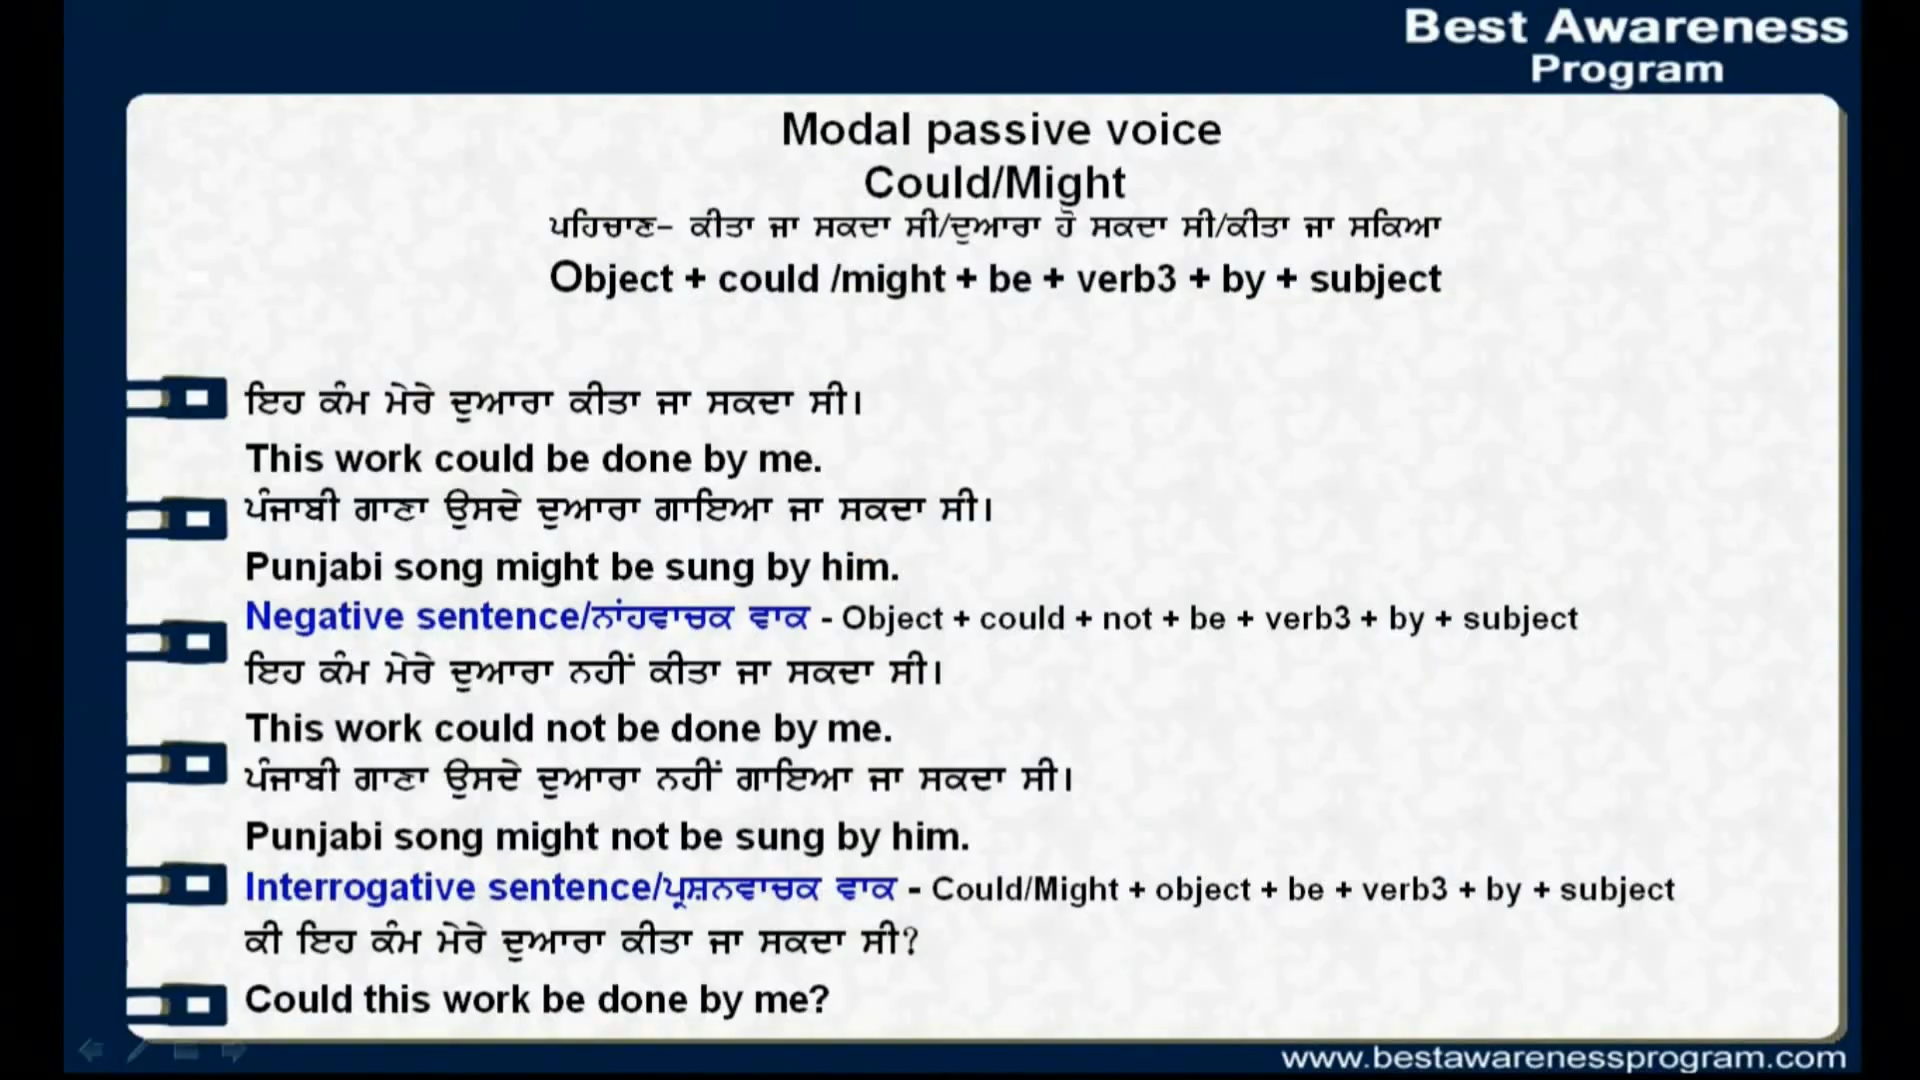 Best Awareness
Program
Modal passive voice
Could/Might
ਪਹਿਚਾਣ- ਕੀਤਾ ਜਾ ਸਕਦਾ ਸੀ/ਦੁਆਰਾ ਹੋ ਸਕਦਾ ਸੀ/ਕੀਤਾ ਜਾ ਸਕਿਆ
Object + could /might + be + verb3 + by + subject
ਇਹ ਕੰਮ ਮੇਰੇ ਦੁਆਰਾ ਕੀਤਾ ਜਾ ਸਕਦਾ ਸੀ।
This work could be done by me.
ਪੰਜਾਬੀ ਗਾਣਾ ਉਸਦੇ ਦੁਆਰਾ ਗਾਇਆ ਜਾ ਸਕਦਾ ਸੀ।
Punjabi song might be sung by him.
Negative sentence/ਨਾਂਹਵਾਚਕ ਵਾਕ - Object + could + not + be + verb3 + by + subject
ਇਹ ਕੰਮ ਮੇਰੇ ਦੁਆਰਾ ਨਹੀਂ ਕੀਤਾ ਜਾ ਸਕਦਾ ਸੀ।
This work could not be done by me.
ਪੰਜਾਬੀ ਗਾਣਾ ਉਸਦੇ ਦੁਆਰਾ ਨਹੀਂ ਗਾਇਆ ਜਾ ਸਕਦਾ ਸੀ।
Punjabi song might not be sung by him.
Interrogative sentence/ਪ੍ਰਸ਼ਨਵਾਚਕ ਵਾਕ - Could/Might + object + be + verb3 + by + subject
ਕੀ ਇਹ ਕੰਮ ਮੇਰੇ ਦੁਆਰਾ ਕੀਤਾ ਜਾ ਸਕਦਾ ਸੀ?
Could this work be done by me?
www.bestawarenessprogram.com